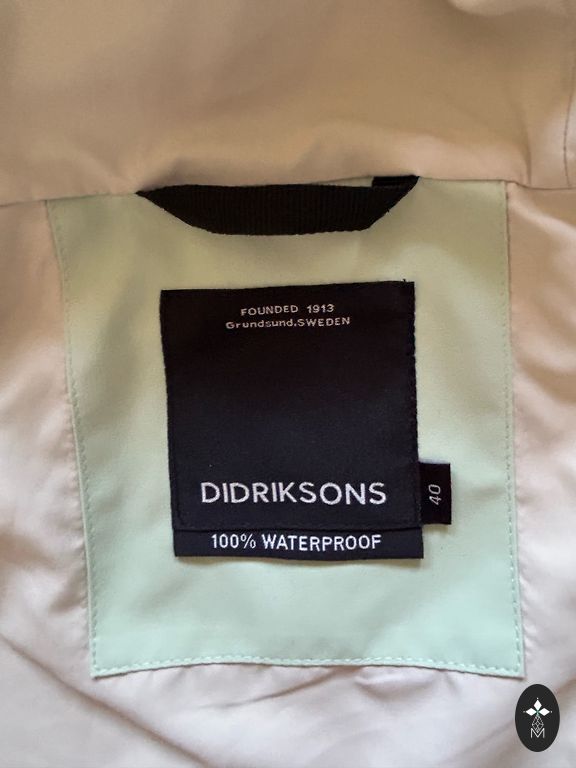 FOUNDED 1913
Grundsund.SWEDEN
DIDRIKSONS
40
100% WATERPROOF
M